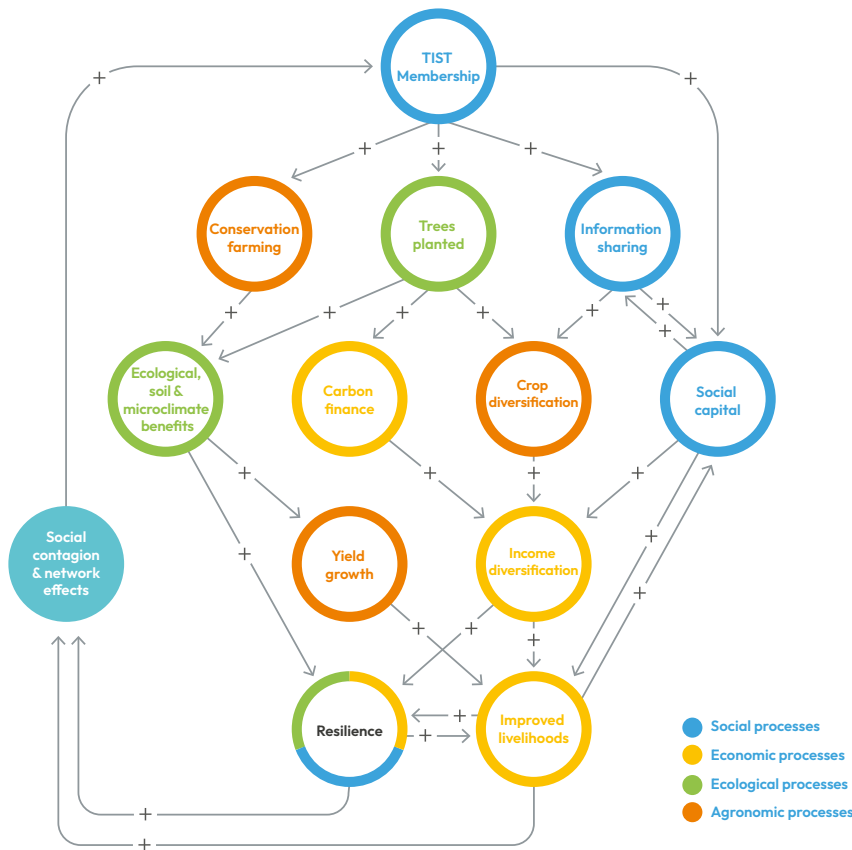 TIST
Membership
Conservation
farming
Trees
planted
Information
sharing
Ecological,
soil &
microclimate
benefits
Carbon
finance
Crop
diversification
Social
capital
Social
contagion
& network
effects
Yield
growth
Income
diversification
Resilience
Improved
livelihoods
Social processes
Economic processes
Ecological processes
Agronomic processes